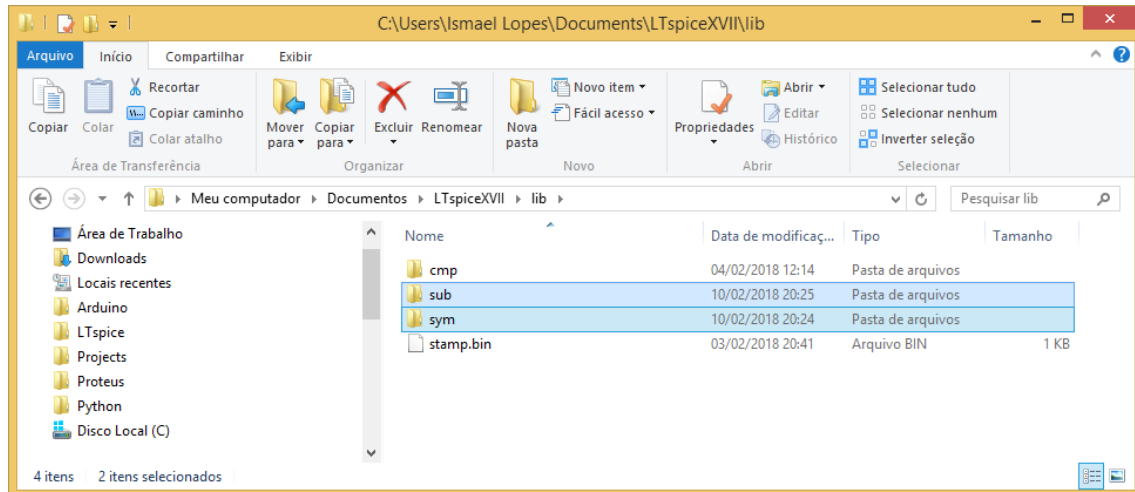 C:\Users\Ismael Lopes\Documents\LTspiceXVII\lib
Arquivo Início Compartilhar Exibir
Copiar
Colar
Recortar
Copiar caminho
Colar atalho
Área de Transferência
Mover para
Copiar para
Excluir
Renomear
Organizar
Nova pasta
Novo item
Fácil acesso
Novo
Propriedades
Abrir
Editar
Histórico
Abrir
Selecionar tudo
Selecionar nenhum
Inverter seleção
Selecionar
Meu computador Documentos LTspiceXVII lib
Pesquisar lib
Área de Trabalho
Downloads
Locais recentes
Arduino
LTspice
Projects
Proteus
Python
Disco Local (C)
Nome Data de modificaç... Tipo Tamanho
cmp 04/02/2018 12:14 Pasta de arquivos
sub 10/02/2018 20:25 Pasta de arquivos
sym 10/02/2018 20:24 Pasta de arquivos
stamp.bin 03/02/2018 20:41 Arquivo BIN 1 KB
4 itens 2 itens selecionados